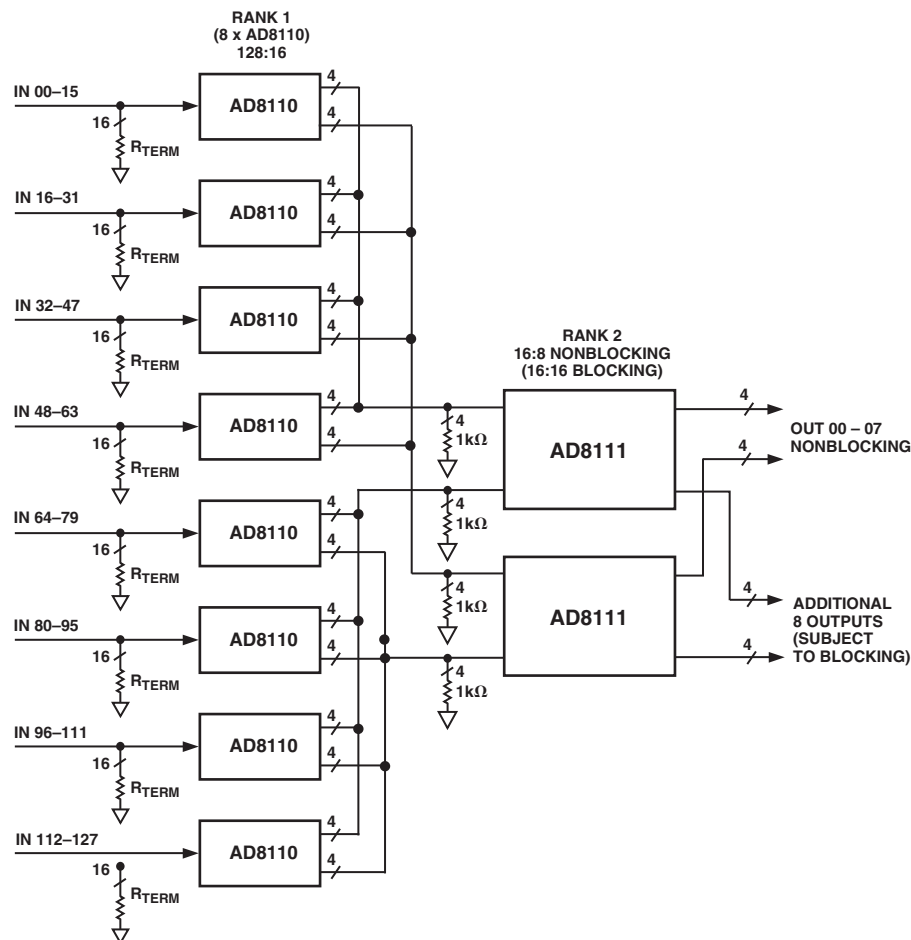 RANK 1
(8 x AD8110)
128:16
4
IN 00–15
AD8110
4
16
RTERM
4
IN 16–31
AD8110
4
16
RTERM
4
IN 32–47
AD8110
4
16
RTERM
RANK 2
16:8 NONBLOCKING
(16:16 BLOCKING)
4
IN 48–63
AD8110
4
16
RTERM
4
1kΩ
AD8111
4
OUT 00 – 07
NONBLOCKING
4
4
IN 64–79
AD8110
4
16
RTERM
4
1kΩ
4
1kΩ
AD8111
4
ADDITIONAL
8 OUTPUTS
(SUBJECT
TO BLOCKING)
4
4
IN 80–95
AD8110
4
16
RTERM
4
1kΩ
4
IN 96–111
AD8110
4
16
RTERM
4
IN 112–127
AD8110
4
16
RTERM